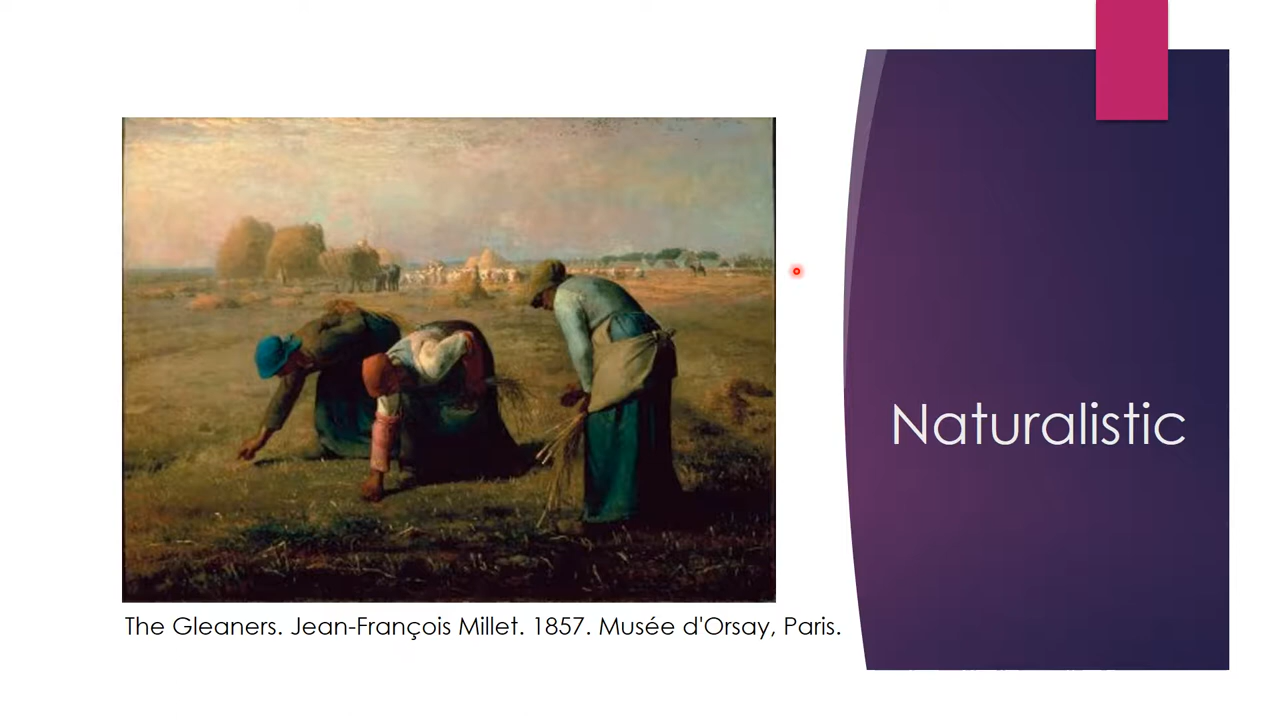 Naturalistic
The Gleaners. Jean-François Millet. 1857. Musée d'Orsay, Paris.